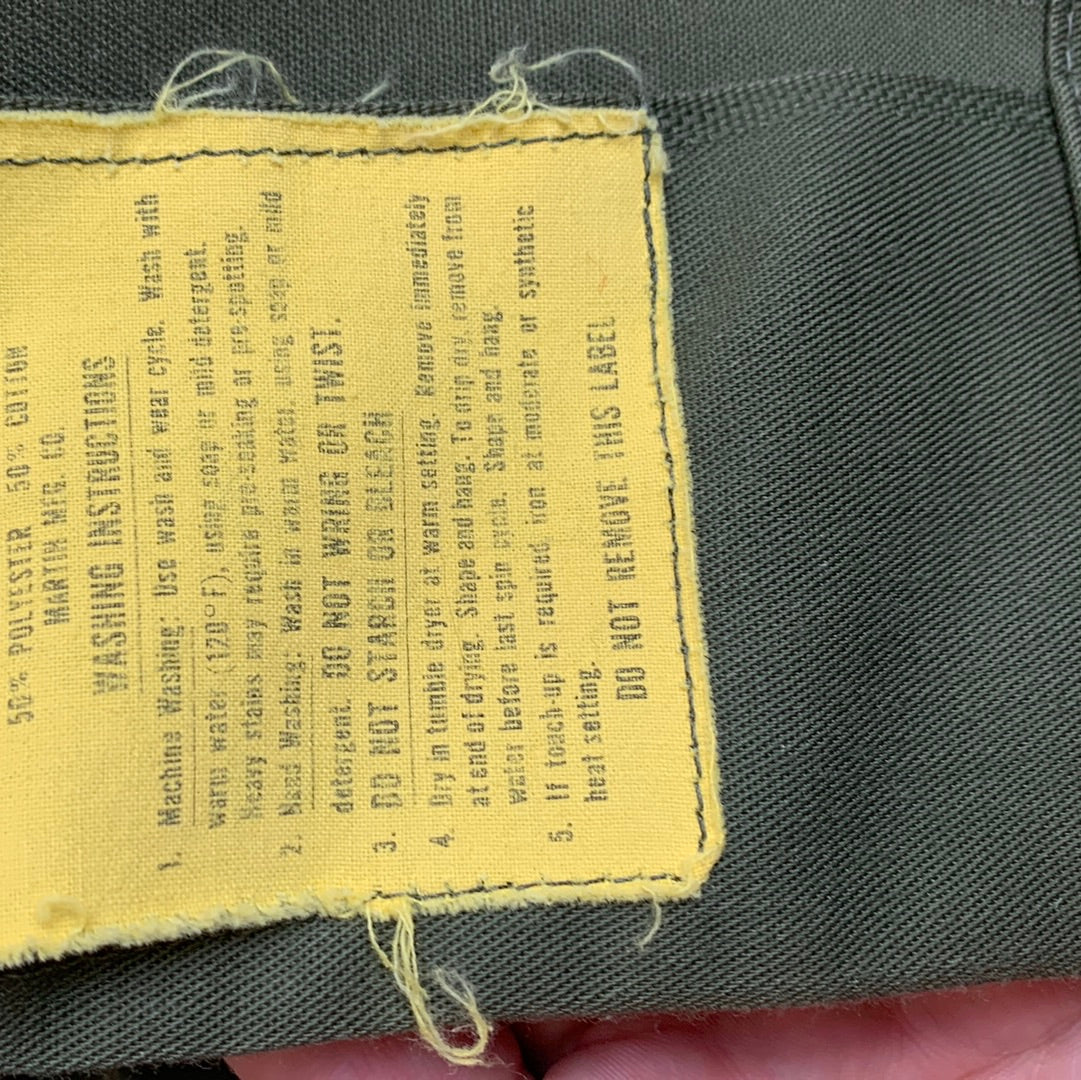 50% POLYESTER 50% COTTON
MARTIN MFG. CO.
WASHING INSTRUCTIONS
1. Machine Washing: Use wash and wear cycle. Wash with
warm water (120° F), using soap or mild detergent.
Heavy stains may require pre-soaking or pre spotting.
2. Hand Washing: Wash in warm water, using soap or mild
detergent. DO NOT WRING OR TWIST.
3. DO NOT STARCH OR BLEACH
4. Dry in tumble dryer at warm setting. Remove immediately
at end of drying. Shape and hang. To drip dry, remove from
water before last spin cycle. Shape and hang.
5. If touch-up is required iron at moderate or synthetic
heat setting.
DO NOT REMOVE THIS LABEL